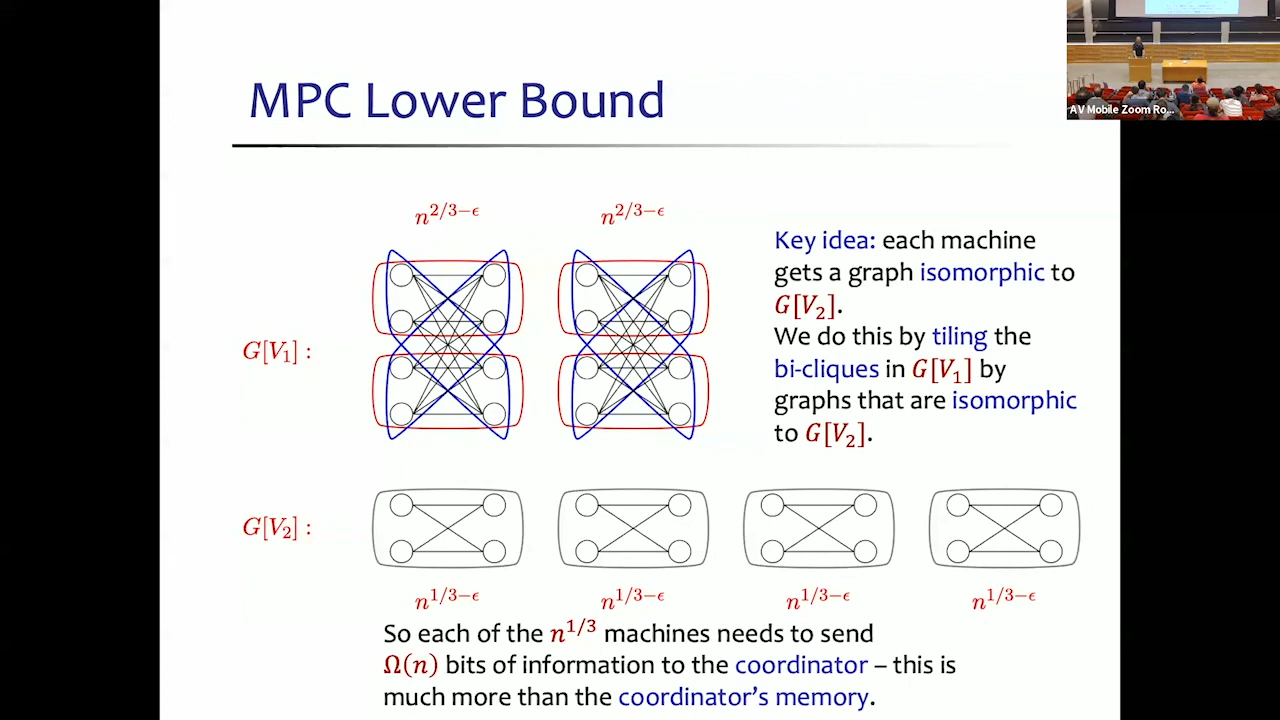 AV Mobile Zoom Ro...
MPC Lower Bound
n^{2/3−ϵ} n^{2/3−ϵ}
Key idea: each machine
gets a graph isomorphic to
G[V₂].
We do this by tiling the
bi-cliques in G[V₁] by
graphs that are isomorphic
to G[V₂].
G[V₁] :
G[V₂] :
n^{1/3−ϵ} n^{1/3−ϵ} n^{1/3−ϵ} n^{1/3−ϵ}
So each of the n^{1/3} machines needs to send
Ω(n) bits of information to the coordinator – this is
much more than the coordinator’s memory.